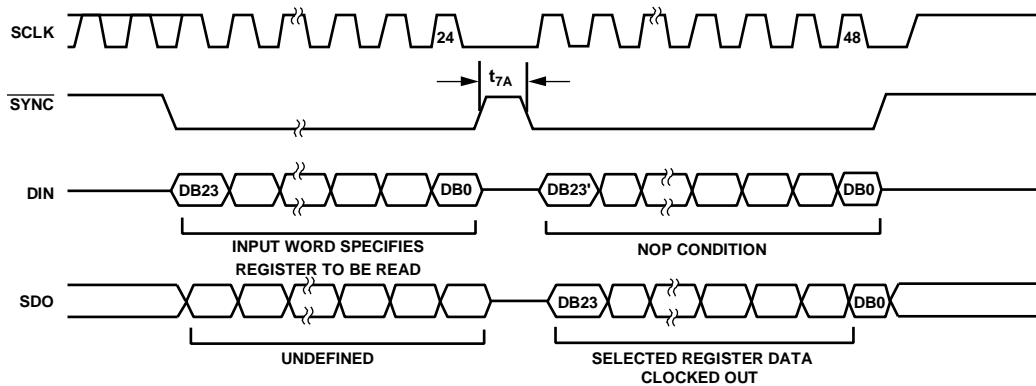 SCLK
24
48
t7A
SYNC
DIN
DB23
DB0
DB23'
DB0
INPUT WORD SPECIFIES
REGISTER TO BE READ
NOP CONDITION
SDO
DB23
DB0
UNDEFINED
SELECTED REGISTER DATA
CLOCKED OUT